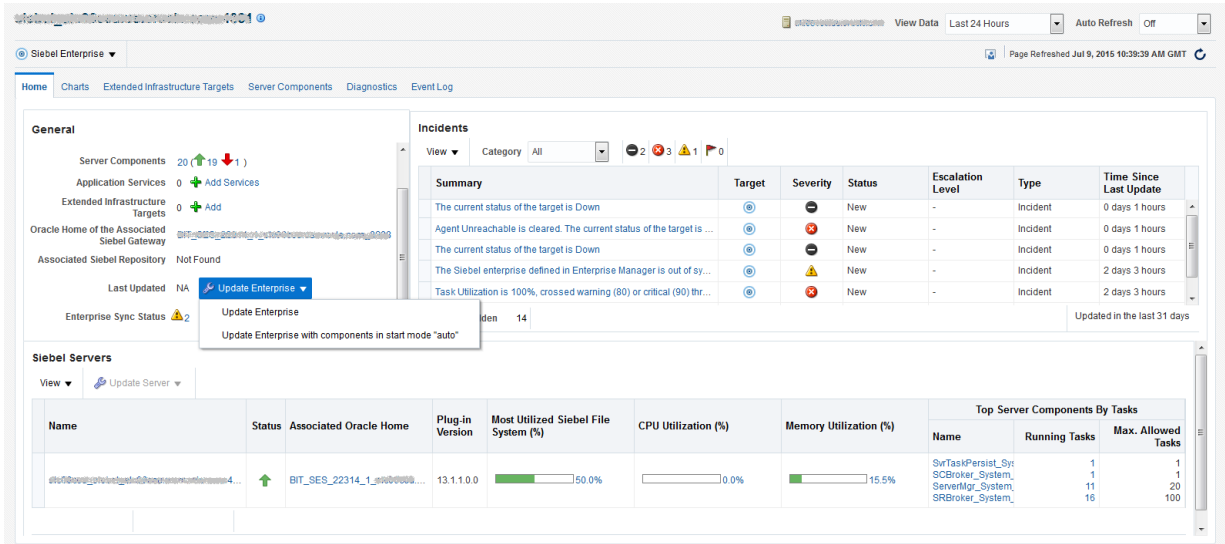 View Data Last 24 Hours Auto Refresh Off
Siebel Enterprise
Page Refreshed Jul 9, 2015 10:39:39 AM GMT
Home Charts Extended Infrastructure Targets Server Components Diagnostics Event Log
General
Server Components 20 ( 19 1 )
Application Services 0 Add Services
Extended Infrastructure Targets 0 Add
Oracle Home of the Associated
Siebel Gateway
Associated Siebel Repository Not Found
Last Updated NA Update Enterprise
Enterprise Sync Status 2
Update Enterprise
Update Enterprise with components in start mode "auto"
Incidents
View Category All 2 3 1 0
Summary Target Severity Status Escalation Level Type Time Since Last Update
The current status of the target is Down New - Incident 0 days 1 hours
Agent Unreachable is cleared. The current status of the target is ... New - Incident 0 days 1 hours
The current status of the target is Down New - Incident 0 days 1 hours
The Siebel enterprise defined in Enterprise Manager is out of sy... New - Incident 2 days 3 hours
Task Utilization is 100%, crossed warning (80) or critical (90) thr... New - Incident 2 days 3 hours
14
Updated in the last 31 days
Siebel Servers
View Update Server
Name Status Associated Oracle Home Plug-in Version Most Utilized Siebel File System (%) CPU Utilization (%) Memory Utilization (%) Top Server Components By Tasks
Name Running Tasks Max. Allowed Tasks
BIT_SES_22314_1_ 13.1.1.0.0 50.0% 0.0% 15.5%
SvrTaskPersist_Sys 1 1
SCBroker_System_ 1 1
ServerMgr_System_ 11 20
SRBroker_System_ 16 100